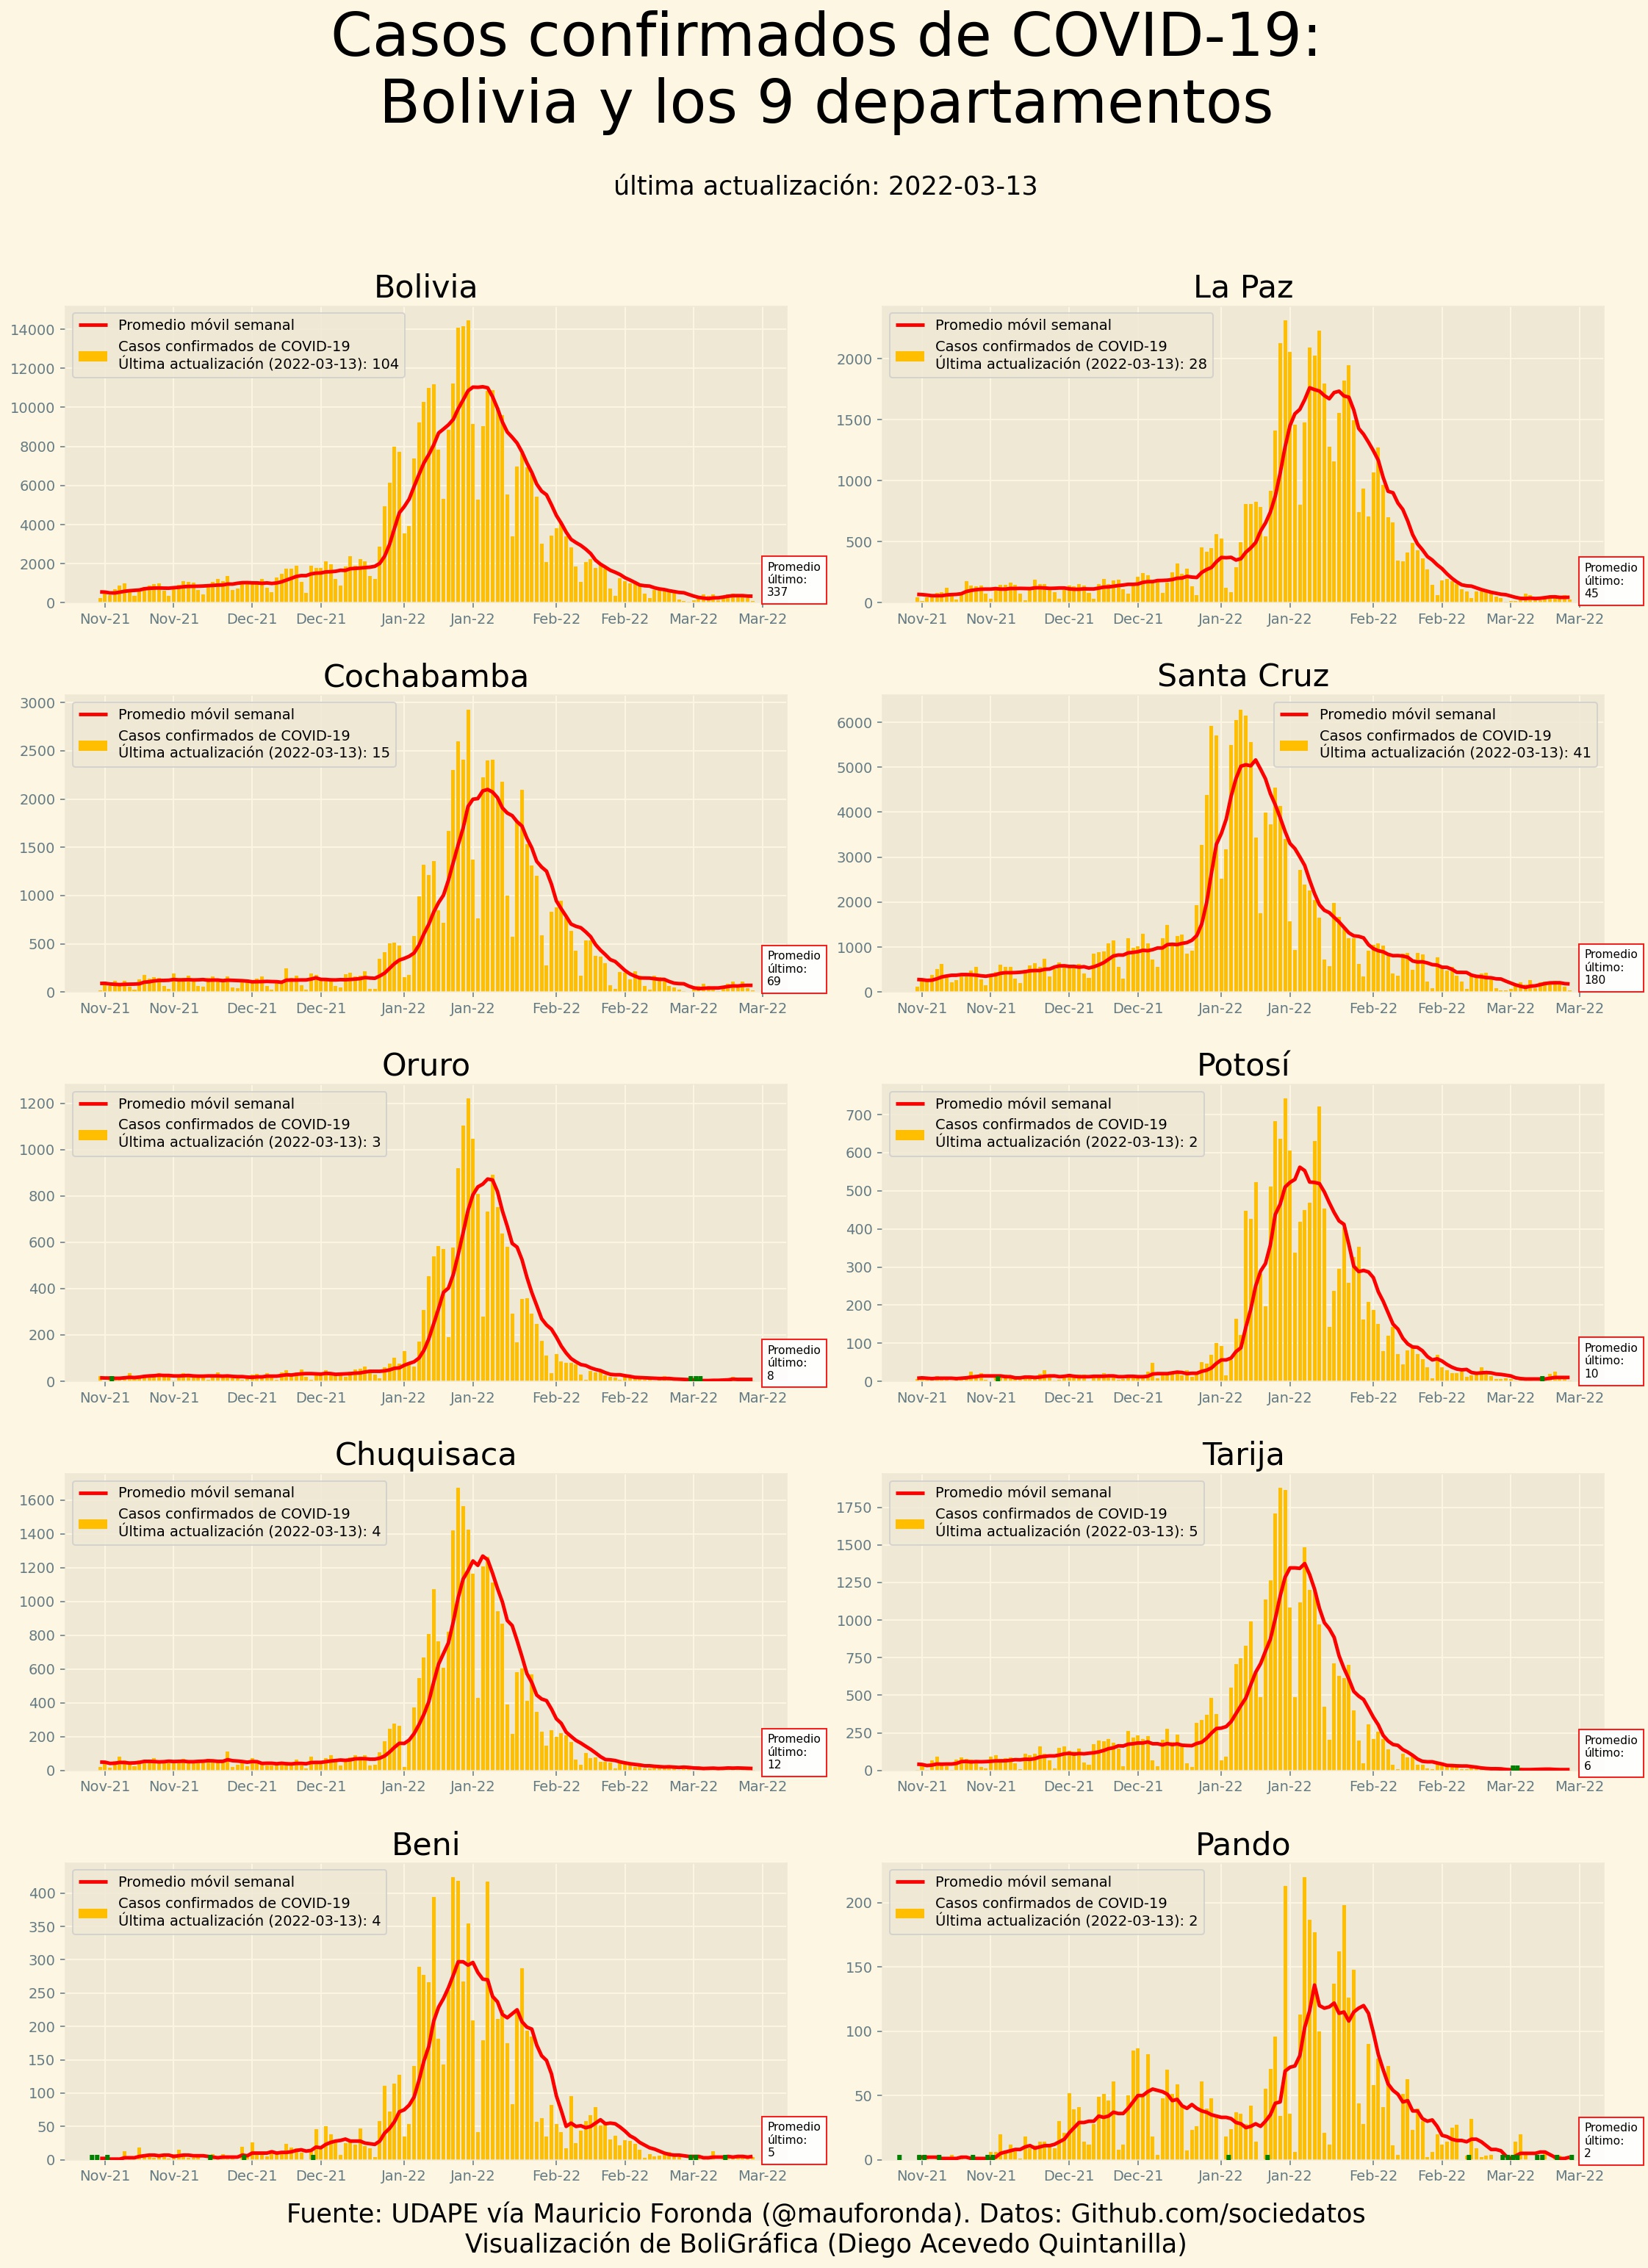 Casos confirmados de COVID-19:
Bolivia y los 9 departamentos
última actualización: 2022-03-13
Bolivia
Promedio móvil semanal
Casos confirmados de COVID-19
Última actualización (2022-03-13): 104
14000
12000
10000
8000
6000
4000
2000
0
Promedio
último:
337
Nov-21 Nov-21 Dec-21 Dec-21 Jan-22 Jan-22 Feb-22 Feb-22 Mar-22 Mar-22
La Paz
Promedio móvil semanal
Casos confirmados de COVID-19
Última actualización (2022-03-13): 28
2000
1500
1000
500
0
Promedio
último:
45
Nov-21 Nov-21 Dec-21 Dec-21 Jan-22 Jan-22 Feb-22 Feb-22 Mar-22 Mar-22
Cochabamba
Promedio móvil semanal
Casos confirmados de COVID-19
Última actualización (2022-03-13): 15
3000
2500
2000
1500
1000
500
0
Promedio
último:
69
Nov-21 Nov-21 Dec-21 Dec-21 Jan-22 Jan-22 Feb-22 Feb-22 Mar-22 Mar-22
Santa Cruz
Promedio móvil semanal
Casos confirmados de COVID-19
Última actualización (2022-03-13): 41
6000
5000
4000
3000
2000
1000
0
Promedio
último:
180
Nov-21 Nov-21 Dec-21 Dec-21 Jan-22 Jan-22 Feb-22 Feb-22 Mar-22 Mar-22
Oruro
Promedio móvil semanal
Casos confirmados de COVID-19
Última actualización (2022-03-13): 3
1200
1000
800
600
400
200
0
Promedio
último:
8
Nov-21 Nov-21 Dec-21 Dec-21 Jan-22 Jan-22 Feb-22 Feb-22 Mar-22 Mar-22
Potosí
Promedio móvil semanal
Casos confirmados de COVID-19
Última actualización (2022-03-13): 2
700
600
500
400
300
200
100
0
Promedio
último:
10
Nov-21 Nov-21 Dec-21 Dec-21 Jan-22 Jan-22 Feb-22 Feb-22 Mar-22 Mar-22
Chuquisaca
Promedio móvil semanal
Casos confirmados de COVID-19
Última actualización (2022-03-13): 4
1600
1400
1200
1000
800
600
400
200
0
Promedio
último:
12
Nov-21 Nov-21 Dec-21 Dec-21 Jan-22 Jan-22 Feb-22 Feb-22 Mar-22 Mar-22
Tarija
Promedio móvil semanal
Casos confirmados de COVID-19
Última actualización (2022-03-13): 5
1750
1500
1250
1000
750
500
250
0
Promedio
último:
6
Nov-21 Nov-21 Dec-21 Dec-21 Jan-22 Jan-22 Feb-22 Feb-22 Mar-22 Mar-22
Beni
Promedio móvil semanal
Casos confirmados de COVID-19
Última actualización (2022-03-13): 4
400
350
300
250
200
150
100
50
0
Promedio
último:
5
Nov-21 Nov-21 Dec-21 Dec-21 Jan-22 Jan-22 Feb-22 Feb-22 Mar-22 Mar-22
Pando
Promedio móvil semanal
Casos confirmados de COVID-19
Última actualización (2022-03-13): 2
200
150
100
50
0
Promedio
último:
2
Nov-21 Nov-21 Dec-21 Dec-21 Jan-22 Jan-22 Feb-22 Feb-22 Mar-22 Mar-22
Fuente: UDAPE vía Mauricio Foronda (@mauforonda). Datos: Github.com/sociedatos
Visualización de BoliGráfica (Diego Acevedo Quintanilla)